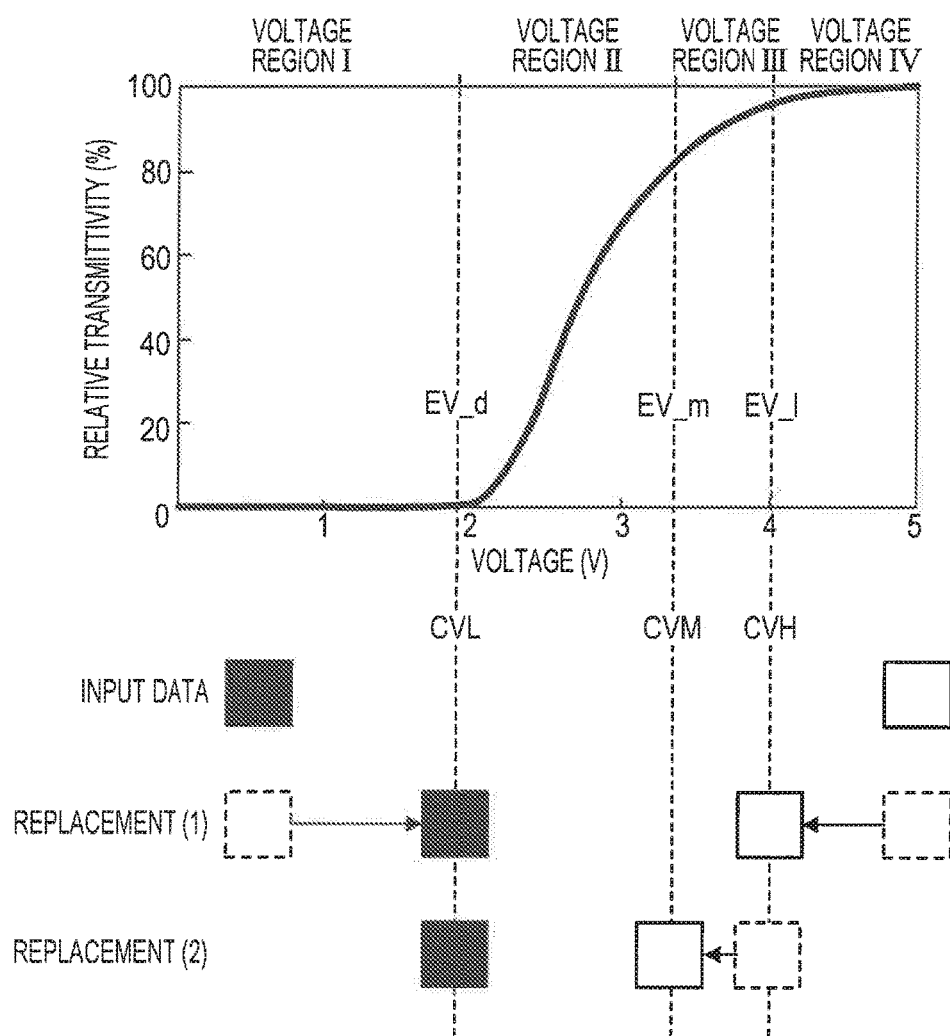 VOLTAGE REGION I
VOLTAGE REGION II
VOLTAGE REGION III
VOLTAGE REGION IV
RELATIVE TRANSMITTIVITY (%)
100
80
60
40
20
0
EV_d
EV_m
EV_l
1
2
3
4
5
VOLTAGE (V)
CVL
CVM
CVH
INPUT DATA
REPLACEMENT (1)
REPLACEMENT (2)